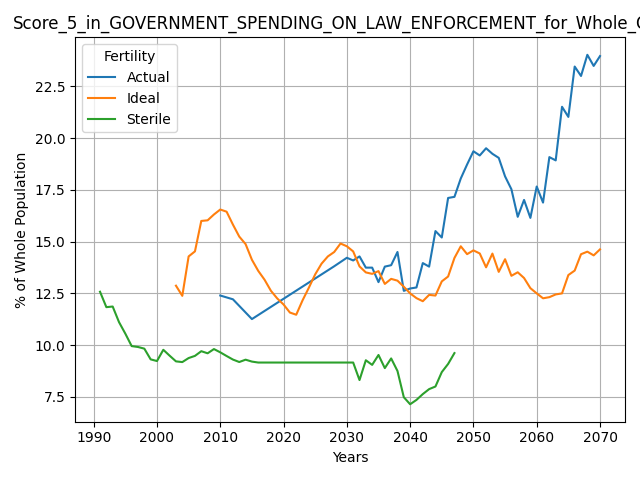 Score_5_in_GOVERNMENT_SPENDING_ON_LAW_ENFORCEMENT_for_Whole_
Fertility
Actual
Ideal
Sterile
% of Whole Population
22.5
20.0
17.5
15.0
12.5
10.0
7.5
1990 2000 2010 2020 2030 2040 2050 2060 2070
Years